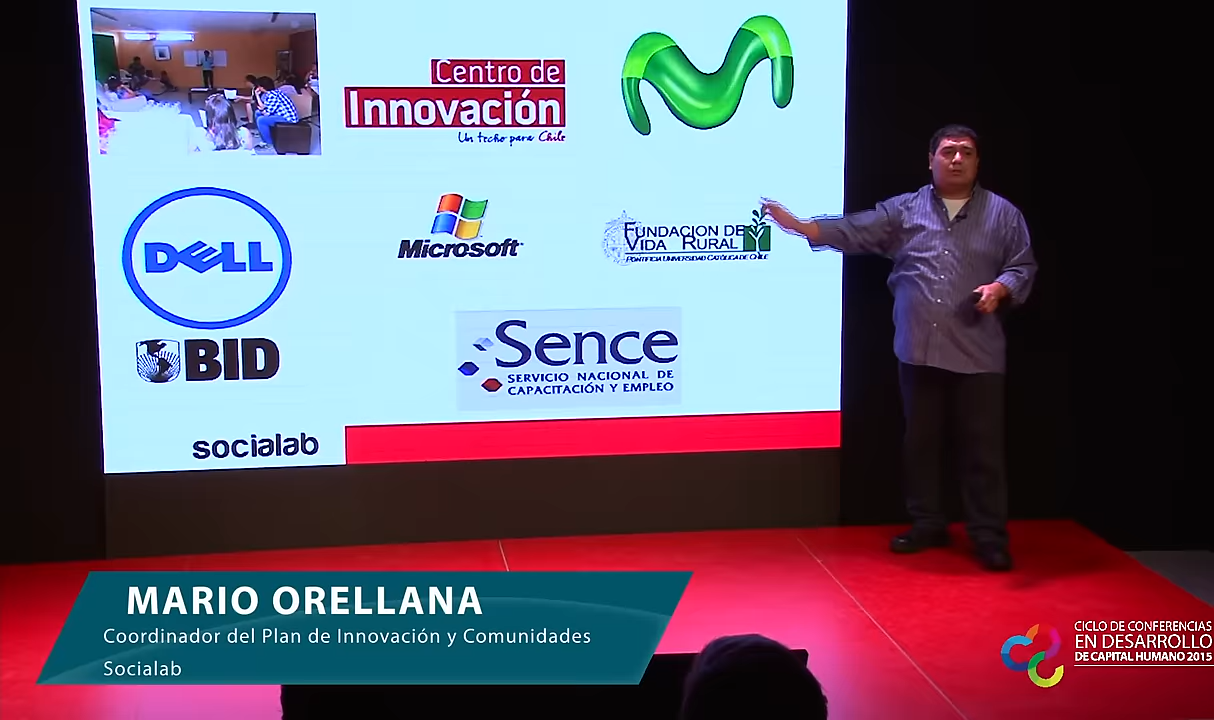 Centro de
Innovación
Un techo para Chile
DELL
Microsoft
FUNDACION DE
VIDA RURAL
PONTIFICIA UNIVERSIDAD CATÓLICA DE CHILE
BID
Sence
SERVICIO NACIONAL DE
CAPACITACIÓN Y EMPLEO
socialab
MARIO ORELLANA
Coordinador del Plan de Innovación y Comunidades
Socialab
CICLO DE CONFERENCIAS
EN DESARROLLO
DE CAPITAL HUMANO 2015